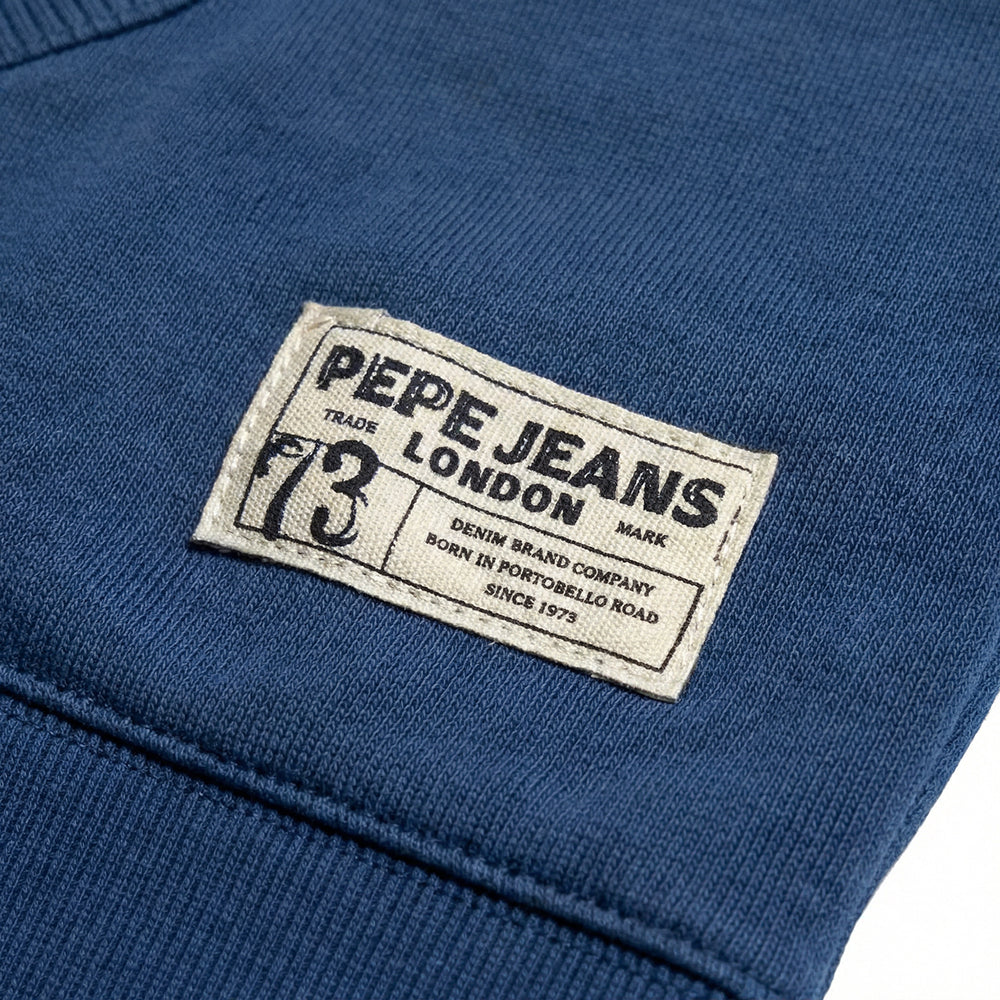 PEPE JEANS
TRADE LONDON MARK
73
DENIM BRAND COMPANY
BORN IN PORTOBELLO ROAD
SINCE 1973